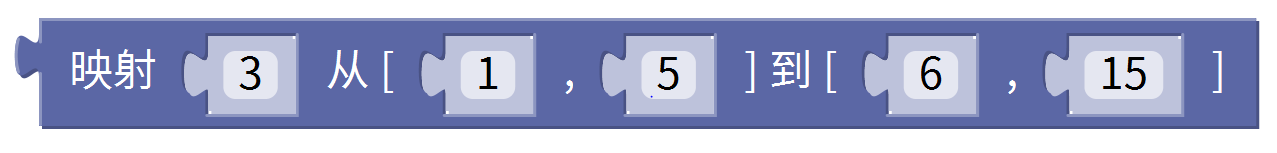 映射 3 从 [ 1 , 5 ] 到 [ 6 , 15 ]